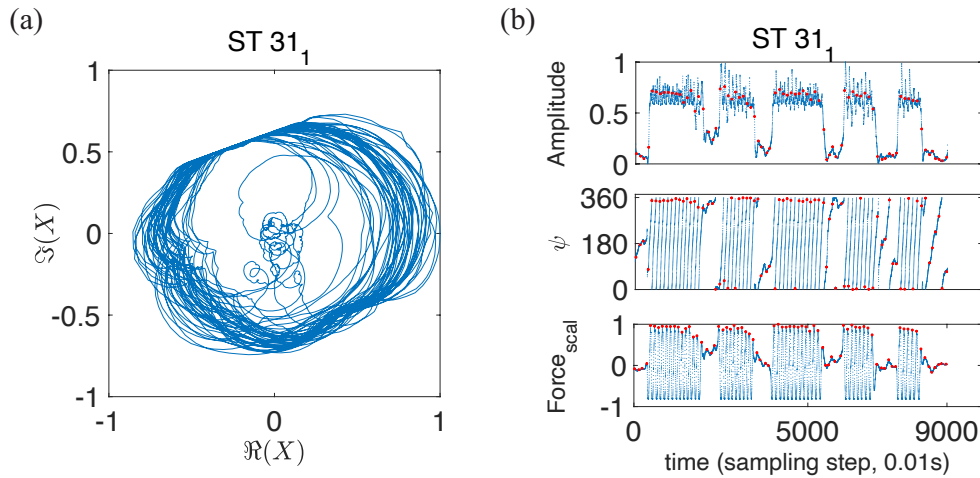 (a)
ST 31₁
1
0.5
0
-0.5
-1
ℑ(X)
-1 0 1
ℜ(X)
(b)
ST 31₁
Amplitude
1
0.5
0
ψ
360
180
0
Force_scal
1
0
-1
0 5000 9000
time (sampling step, 0.01s)